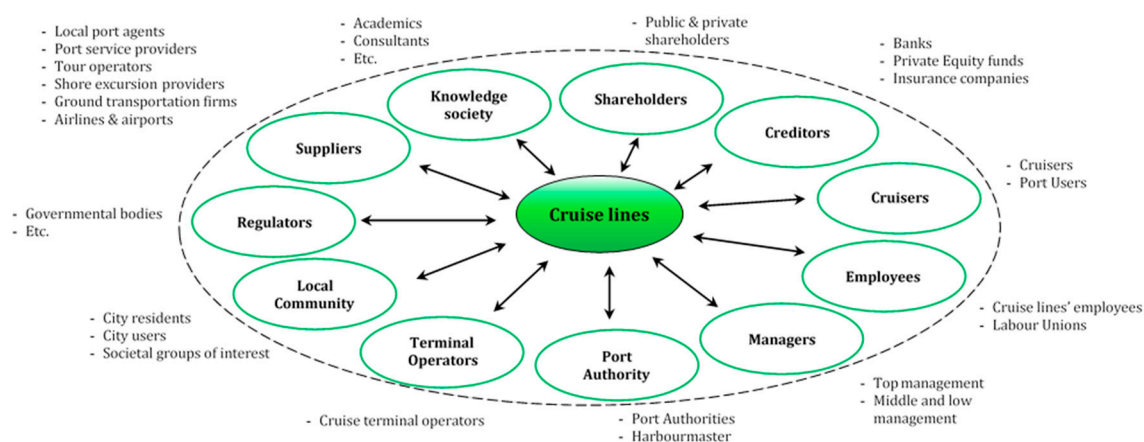 - Local port agents
- Port service providers
- Tour operators
- Shore excursion providers
- Ground transportation firms
- Airlines & airports
- Academics
- Consultants
- Etc.
- Public & private
shareholders
- Banks
- Private Equity funds
- Insurance companies
Knowledge
society
Shareholders
Creditors
Suppliers
- Cruisers
- Port Users
Cruisers
Cruise lines
- Governmental bodies
- Etc.
Regulators
Employees
Local
Community
- Cruise lines' employees
- Labour Unions
- City residents
- City users
- Societal groups of interest
Terminal
Operators
Port
Authority
Managers
- Top management
- Middle and low
management
- Cruise terminal operators
- Port Authorities
- Harbourmaster